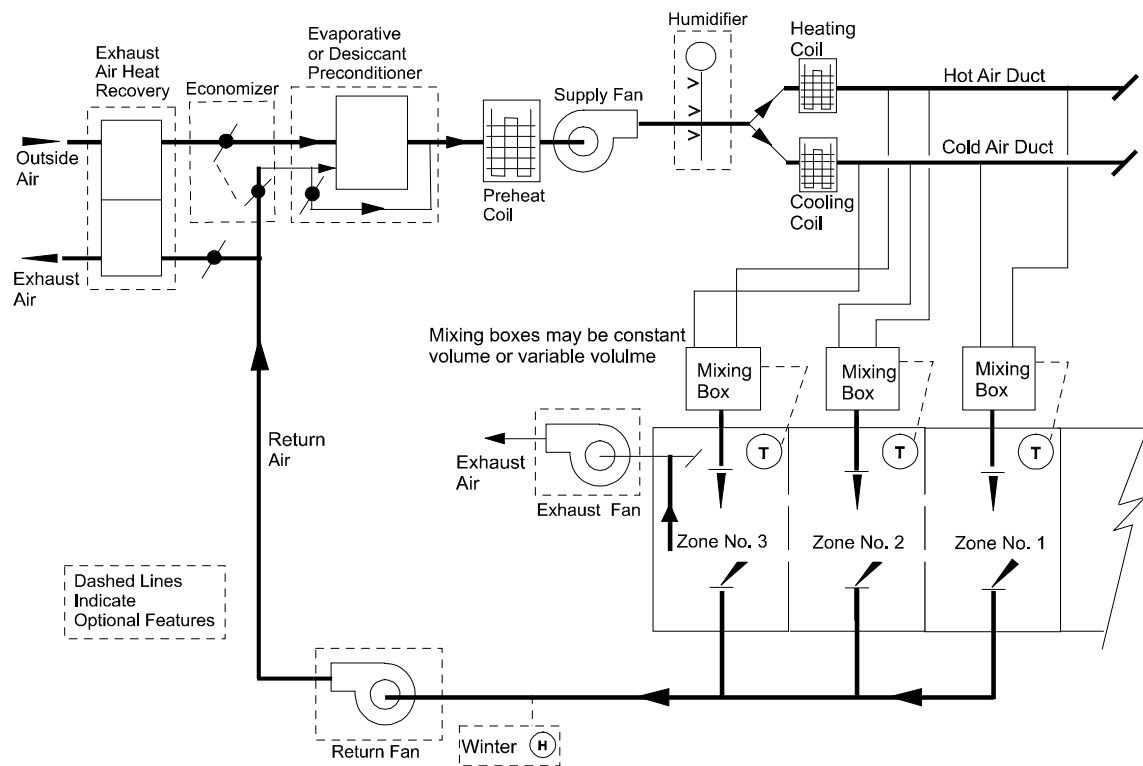 Humidifier
Exhaust
Air Heat
Recovery
Economizer
Evaporative
or Desiccant
Preconditioner
Supply Fan
Heating
Coil
Hot Air Duct
Outside
Air
Preheat
Coil
Cold Air Duct
Cooling
Coil
Exhaust
Air
Mixing boxes may be constant
volume or variable volulme
Mixing
Box
Mixing
Box
Mixing
Box
T
T
T
Return
Air
Exhaust
Air
Exhaust Fan
Zone No. 3
Zone No. 2
Zone No. 1
Dashed Lines
Indicate
Optional Features
Return Fan
Winter H